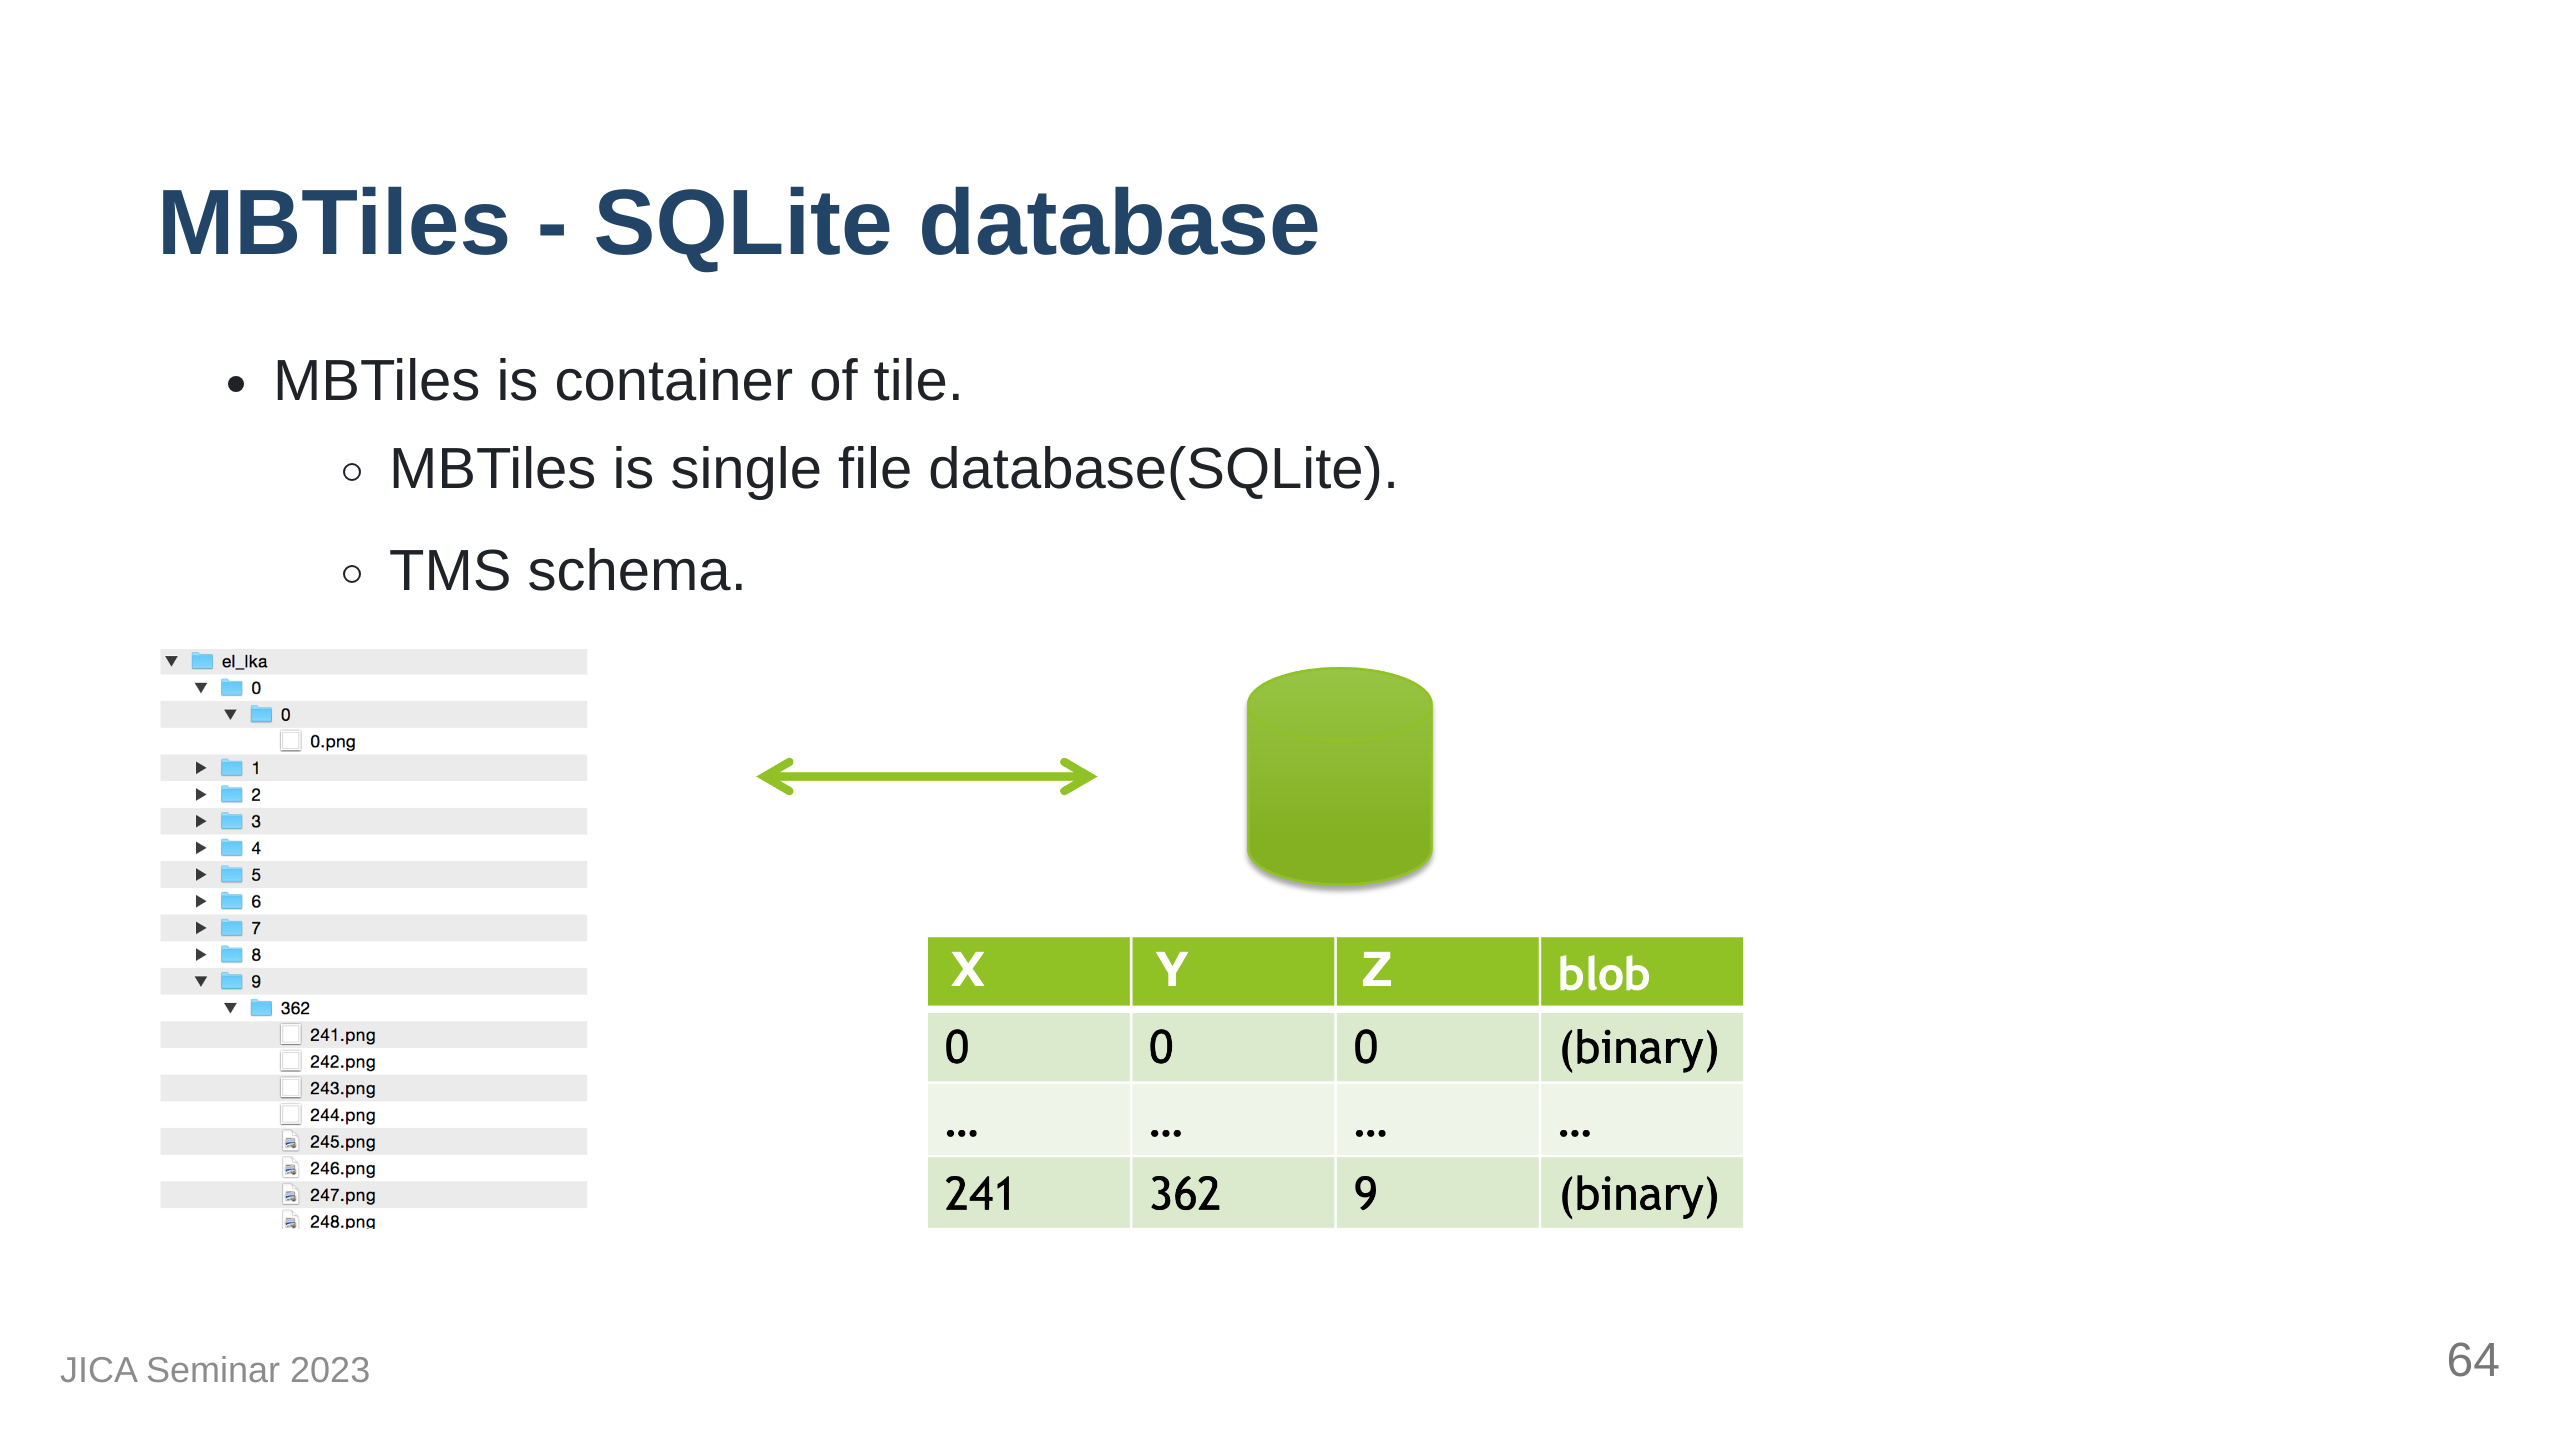 MBTiles - SQLite database
• MBTiles is container of tile.
○ MBTiles is single file database(SQLite).
○ TMS schema.
el_lka
0
0
0.png
1
2
3
4
5
6
7
8
9
362
241.png
242.png
243.png
244.png
245.png
246.png
247.png
248.png
X Y Z blob
0 0 0 (binary)
... ... ... ...
241 362 9 (binary)
JICA Seminar 2023
64